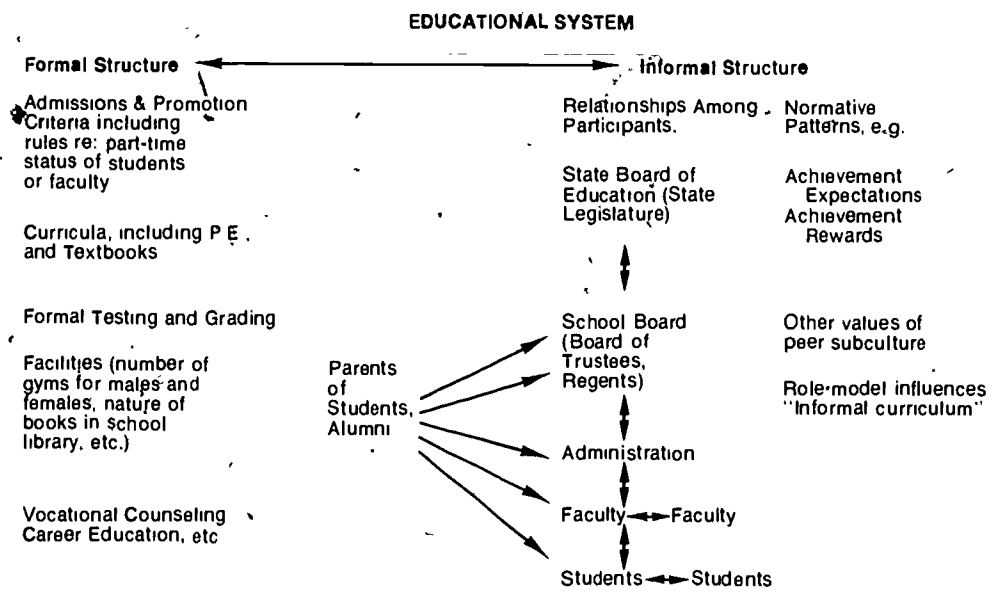 EDUCATIONAL SYSTEM
Formal Structure
Informal Structure
Admissions & Promotion
Criteria including
rules re: part-time
status of students
or faculty
Curricula, including P E.
and Textbooks
Formal Testing and Grading
Facilities (number of
gyms for males and
females, nature of
books in school
library, etc.)
Vocational Counseling
Career Education, etc
Parents
of
Students,
Alumni
Relationships Among
Participants.
State Board of
Education (State
Legislature)
School Board
(Board of
Trustees,
Regents)
Administration
Faculty Faculty
Students Students
Normative
Patterns, e.g.
Achievement
Expectations
Achievement
Rewards
Other values of
peer subculture
Role-model influences
"Informal curriculum"